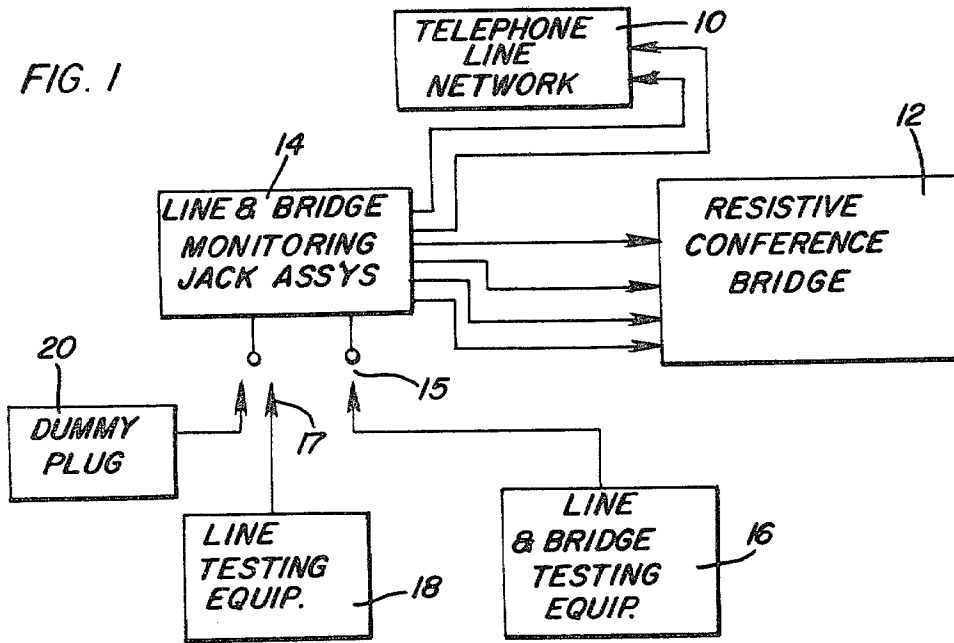 FIG. 1
TELEPHONE
LINE
NETWORK
10
12
RESISTIVE
CONFERENCE
BRIDGE
14
LINE & BRIDGE
MONITORING
JACK ASSYS
15
17
20
DUMMY
PLUG
LINE
TESTING
EQUIP.
18
LINE
& BRIDGE
TESTING
EQUIP.
16